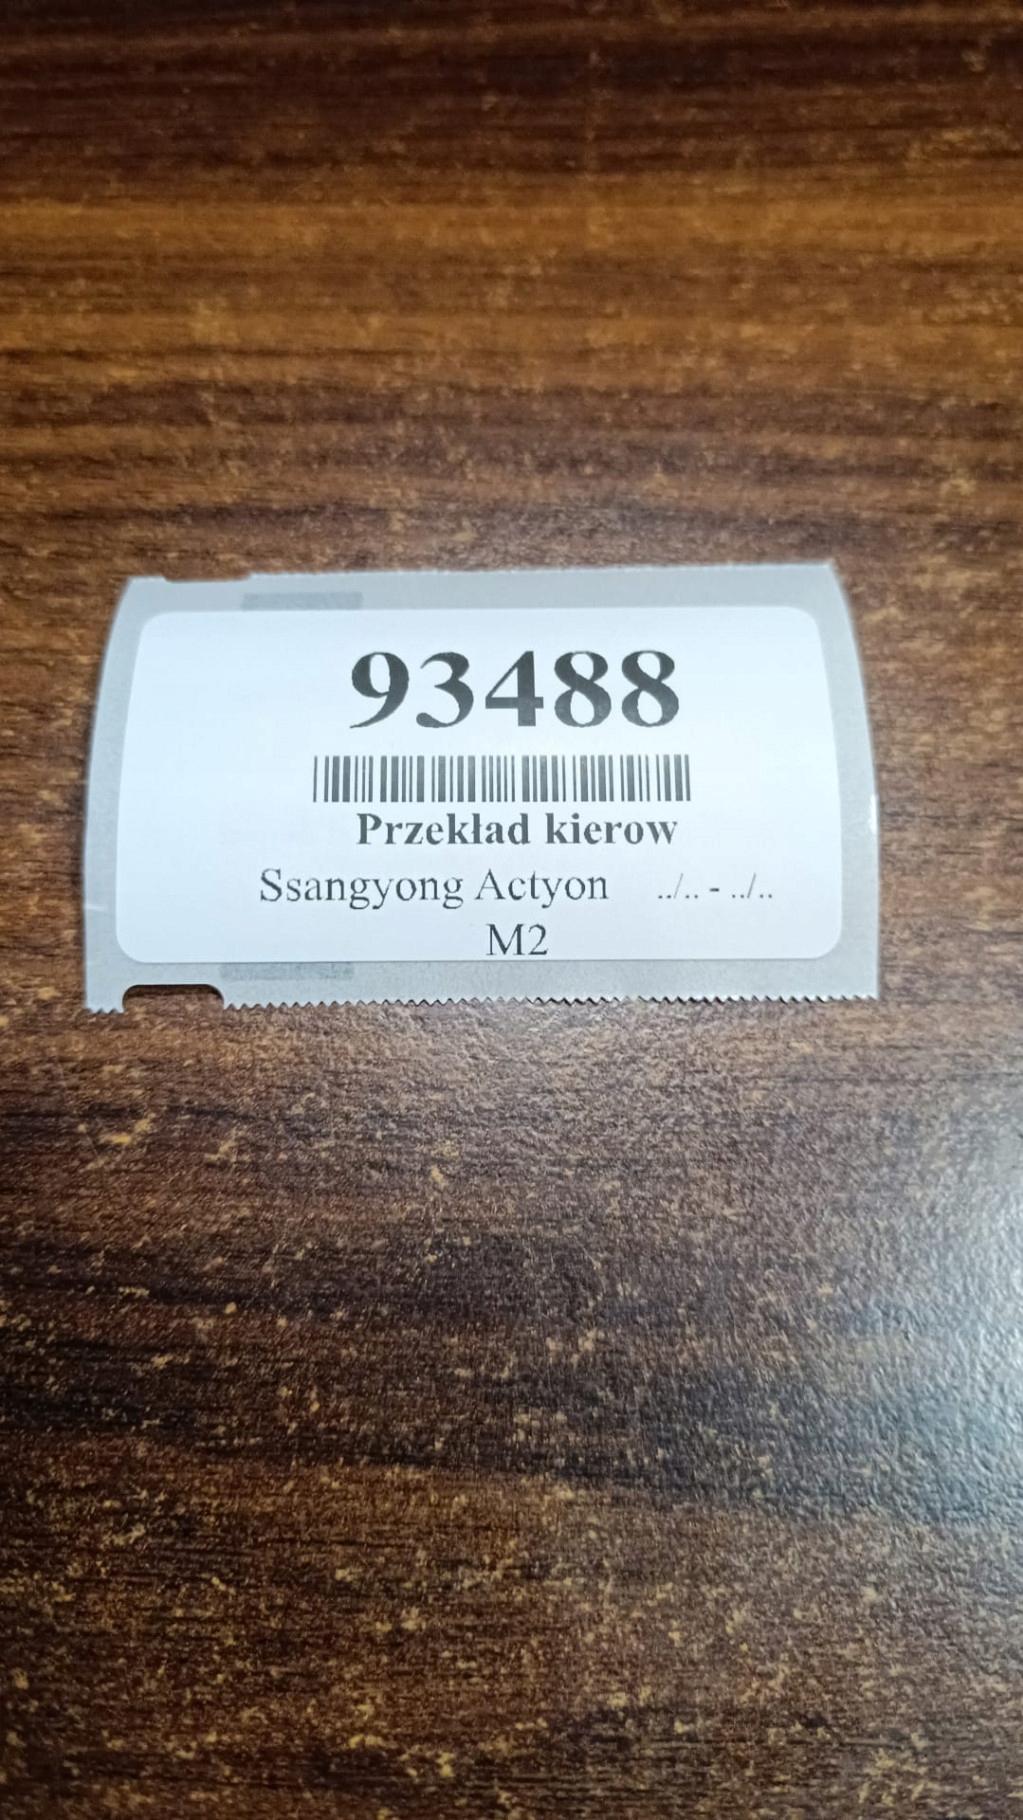 93488
Przekład kierow
Ssangyong Actyon ../.. - ../..
M2